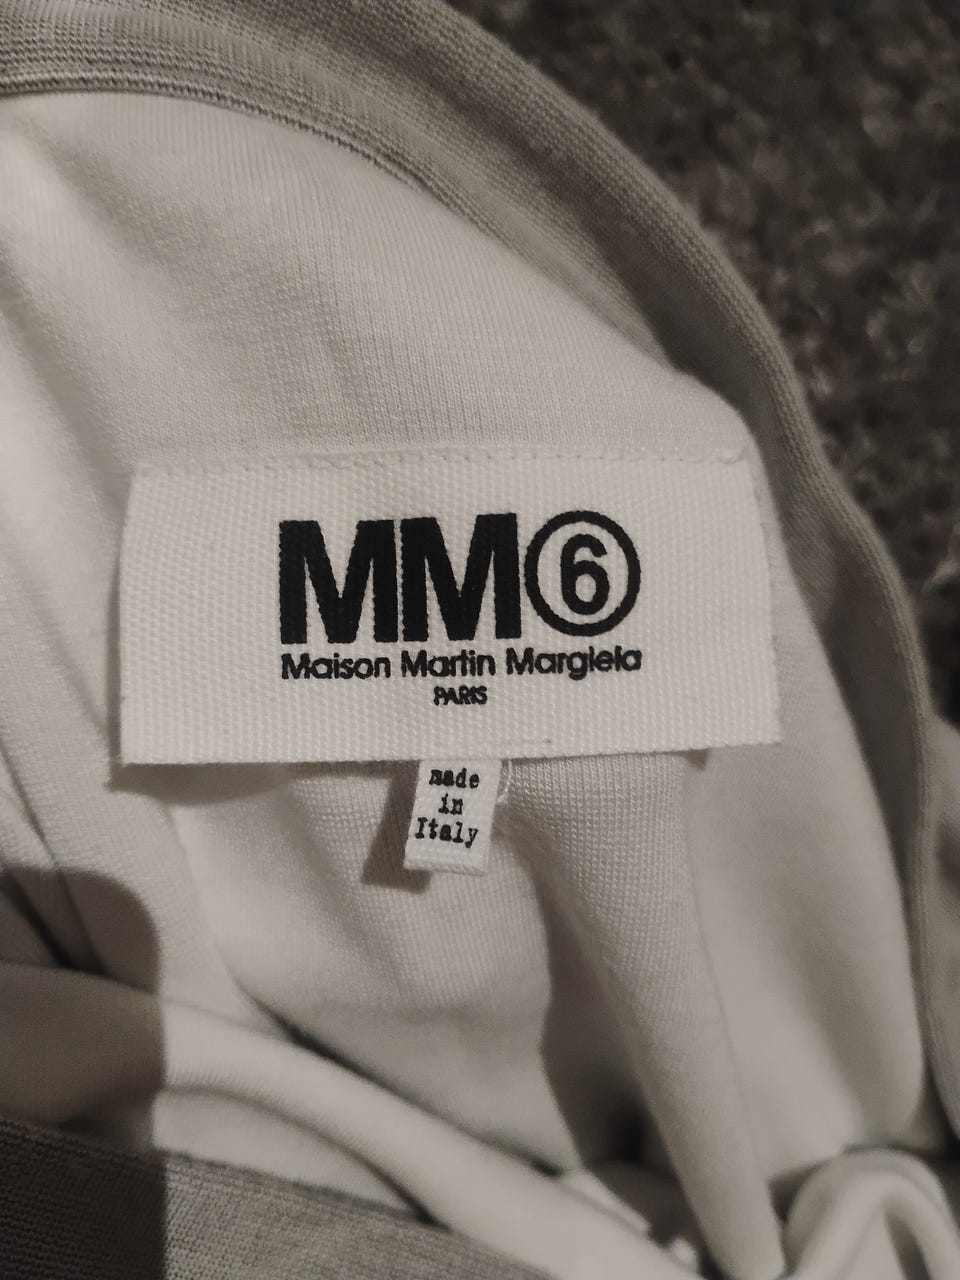 MM⑥
Maison Martin Margiela
PARIS
made
in
Italy